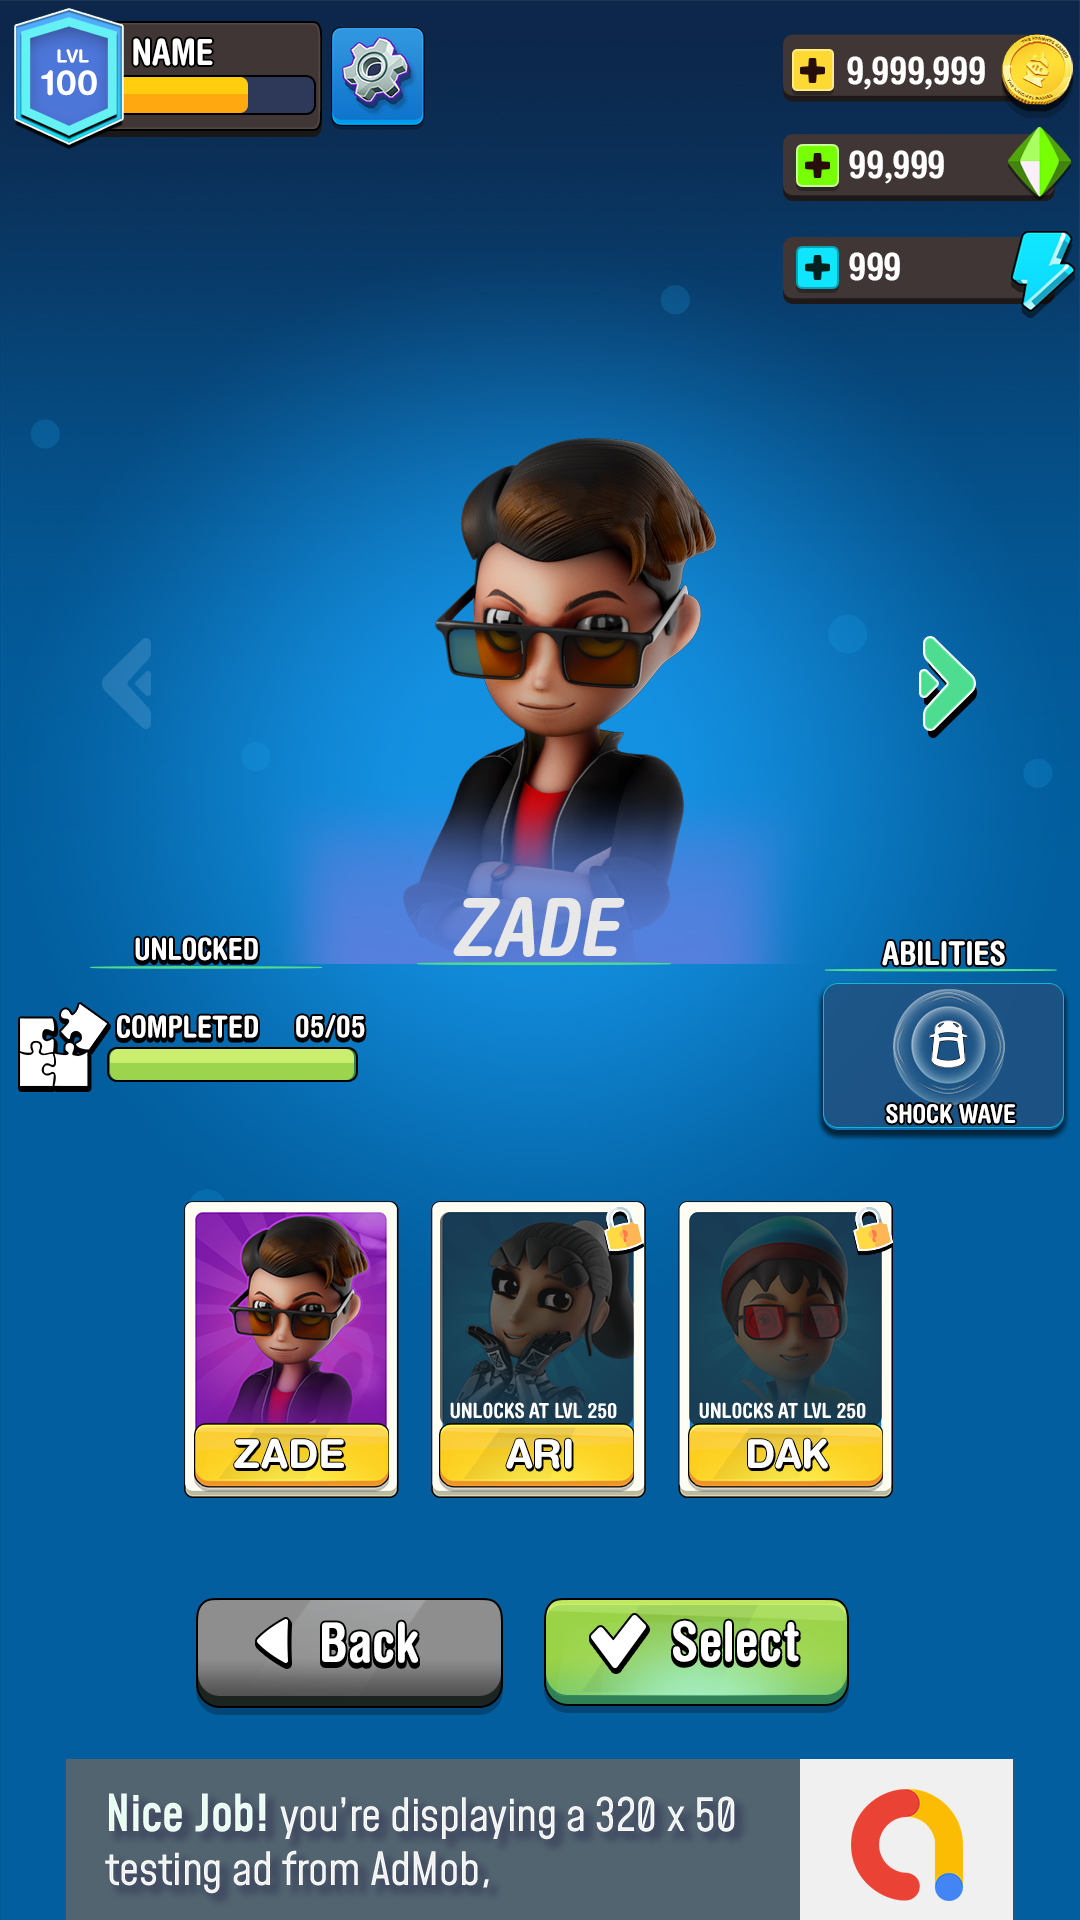 LVL
100
NAME
9,999,999
99,999
999
ZADE
UNLOCKED
ABILITIES
COMPLETED 05/05
SHOCK WAVE
UNLOCKS AT LVL 250
UNLOCKS AT LVL 250
ZADE
ARI
DAK
Back
Select
Nice Job! you're displaying a 320 x 50
testing ad from AdMob,